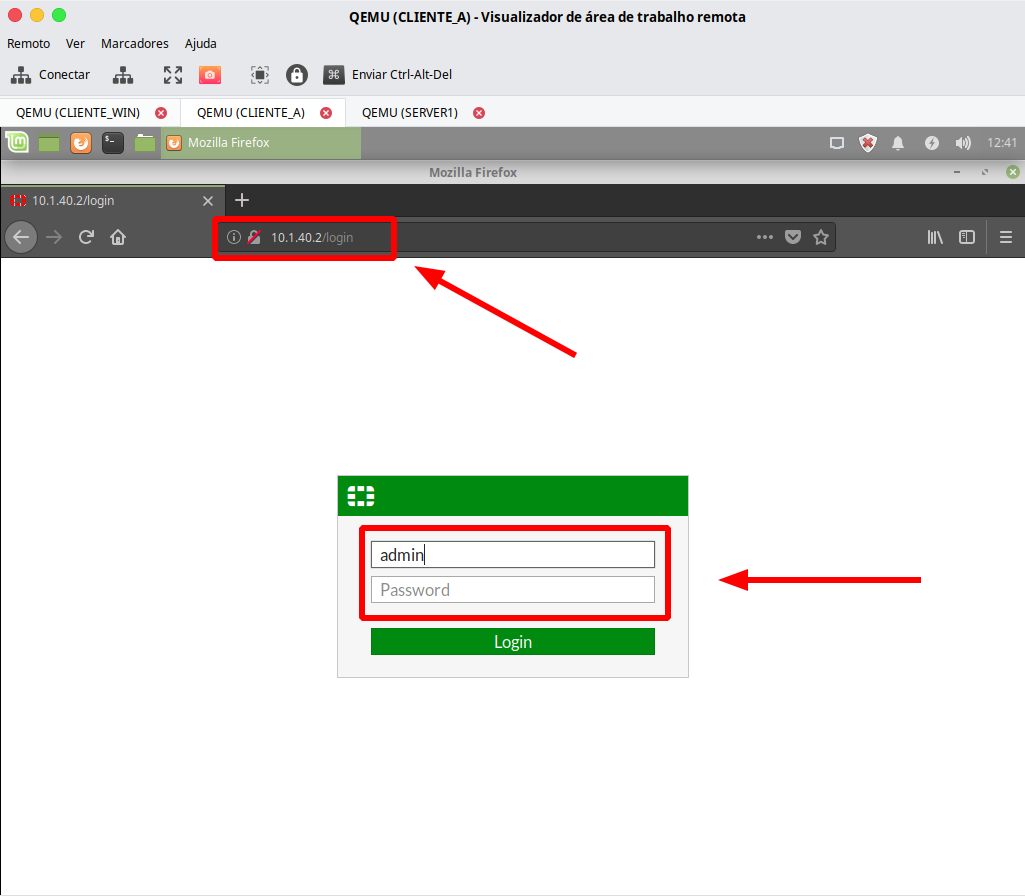 QEMU (CLIENTE_A) - Visualizador de área de trabalho remota
Remoto Ver Marcadores Ajuda
Conectar Enviar Ctrl-Alt-Del
QEMU (CLIENTE_WIN) QEMU (CLIENTE_A) QEMU (SERVER1)
Mozilla Firefox 12:41
Mozilla Firefox
10.1.40.2/login
10.1.40.2/login
admin
Password
Login